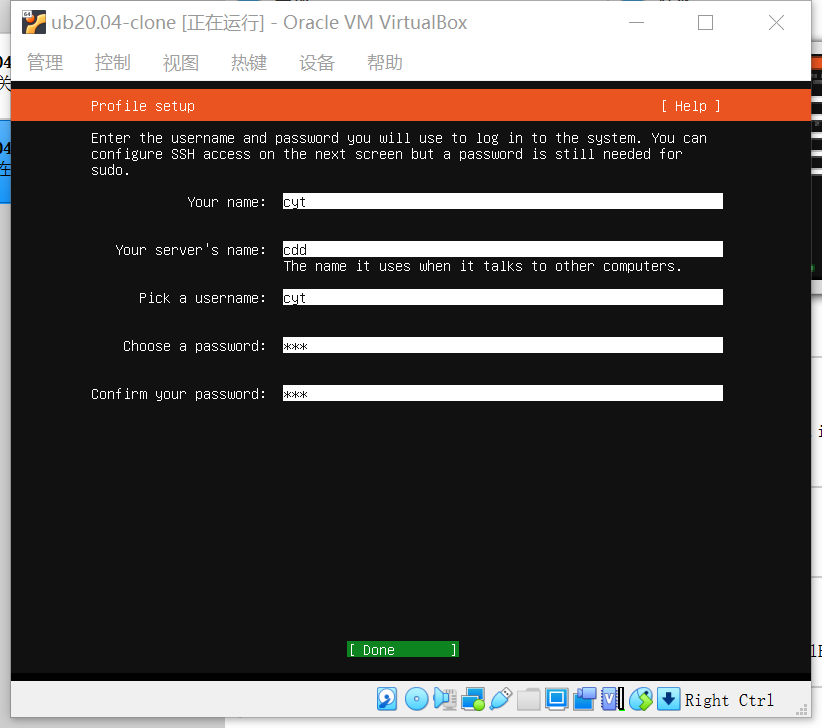 ub20.04-clone [正在运行] - Oracle VM VirtualBox
管理 控制 视图 热键 设备 帮助
Profile setup [ Help ]
Enter the username and password you will use to log in to the system. You can
configure SSH access on the next screen but a password is still needed for
sudo.
Your name: cyt
Your server's name: cdd
The name it uses when it talks to other computers.
Pick a username: cyt
Choose a password: ***
Confirm your password: ***
[ Done ]
Right Ctrl